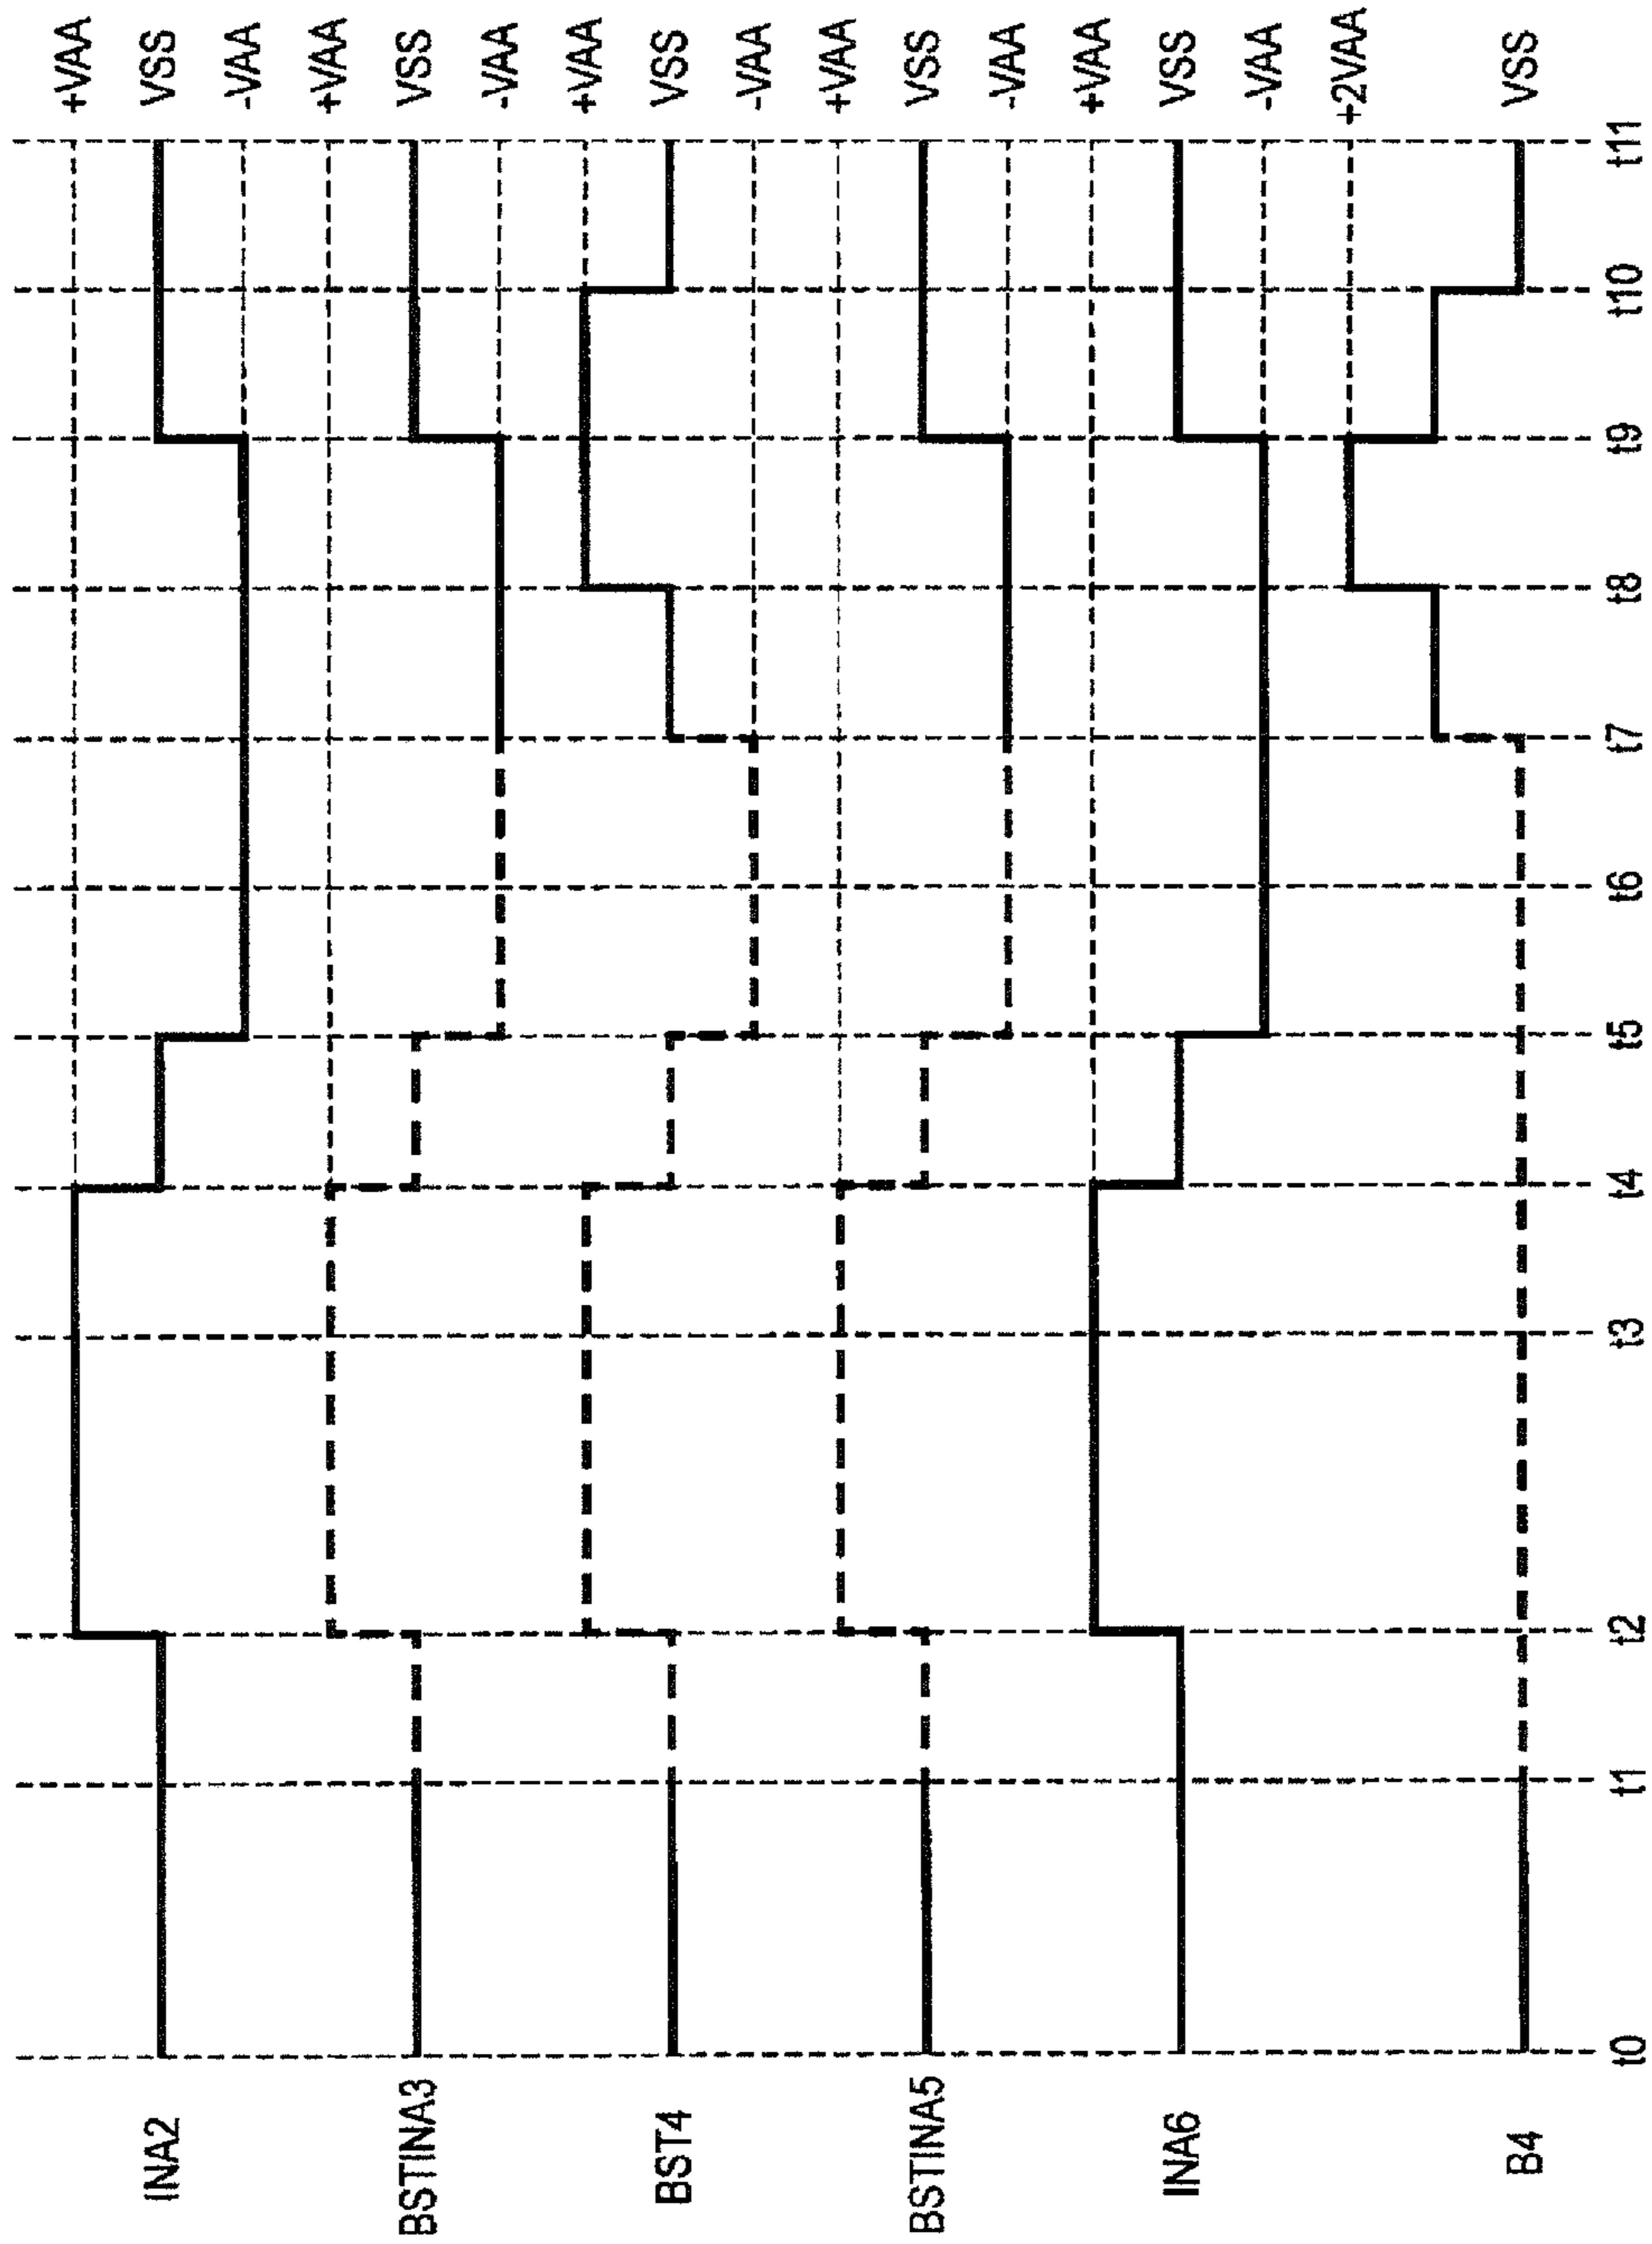 INA2
+VAA
VSS
-VAA
BSTINA3
+VAA
VSS
-VAA
BST4
+VAA
VSS
-VAA
BSTINA5
+VAA
VSS
-VAA
INA6
+VAA
VSS
-VAA
B4
+2VAA
VSS
t0 t1 t2 t3 t4 t5 t6 t7 t8 t9 t10 t11